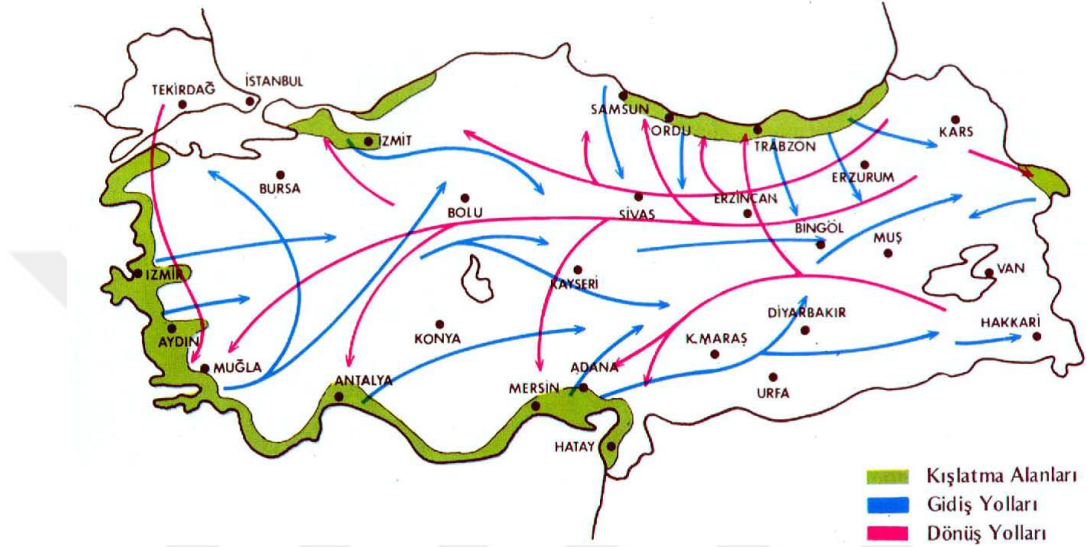 İSTANBUL
TEKİRDAĞ
SAMSUN
ORDU
KARS
İZMİT
TRABZON
BURSA
ERZURUM
BOLU
SİVAS
ERZİNCAN
BİNGÖL
MUŞ
İZMİR
KAYSERİ
VAN
KONYA
DİYARBAKIR
HAKKARİ
AYDIN
K.MARAŞ
MUĞLA
ANTALYA
ADANA
MERSİN
URFA
HATAY
Kışlatma Alanları
Gidiş Yolları
Dönüş Yolları